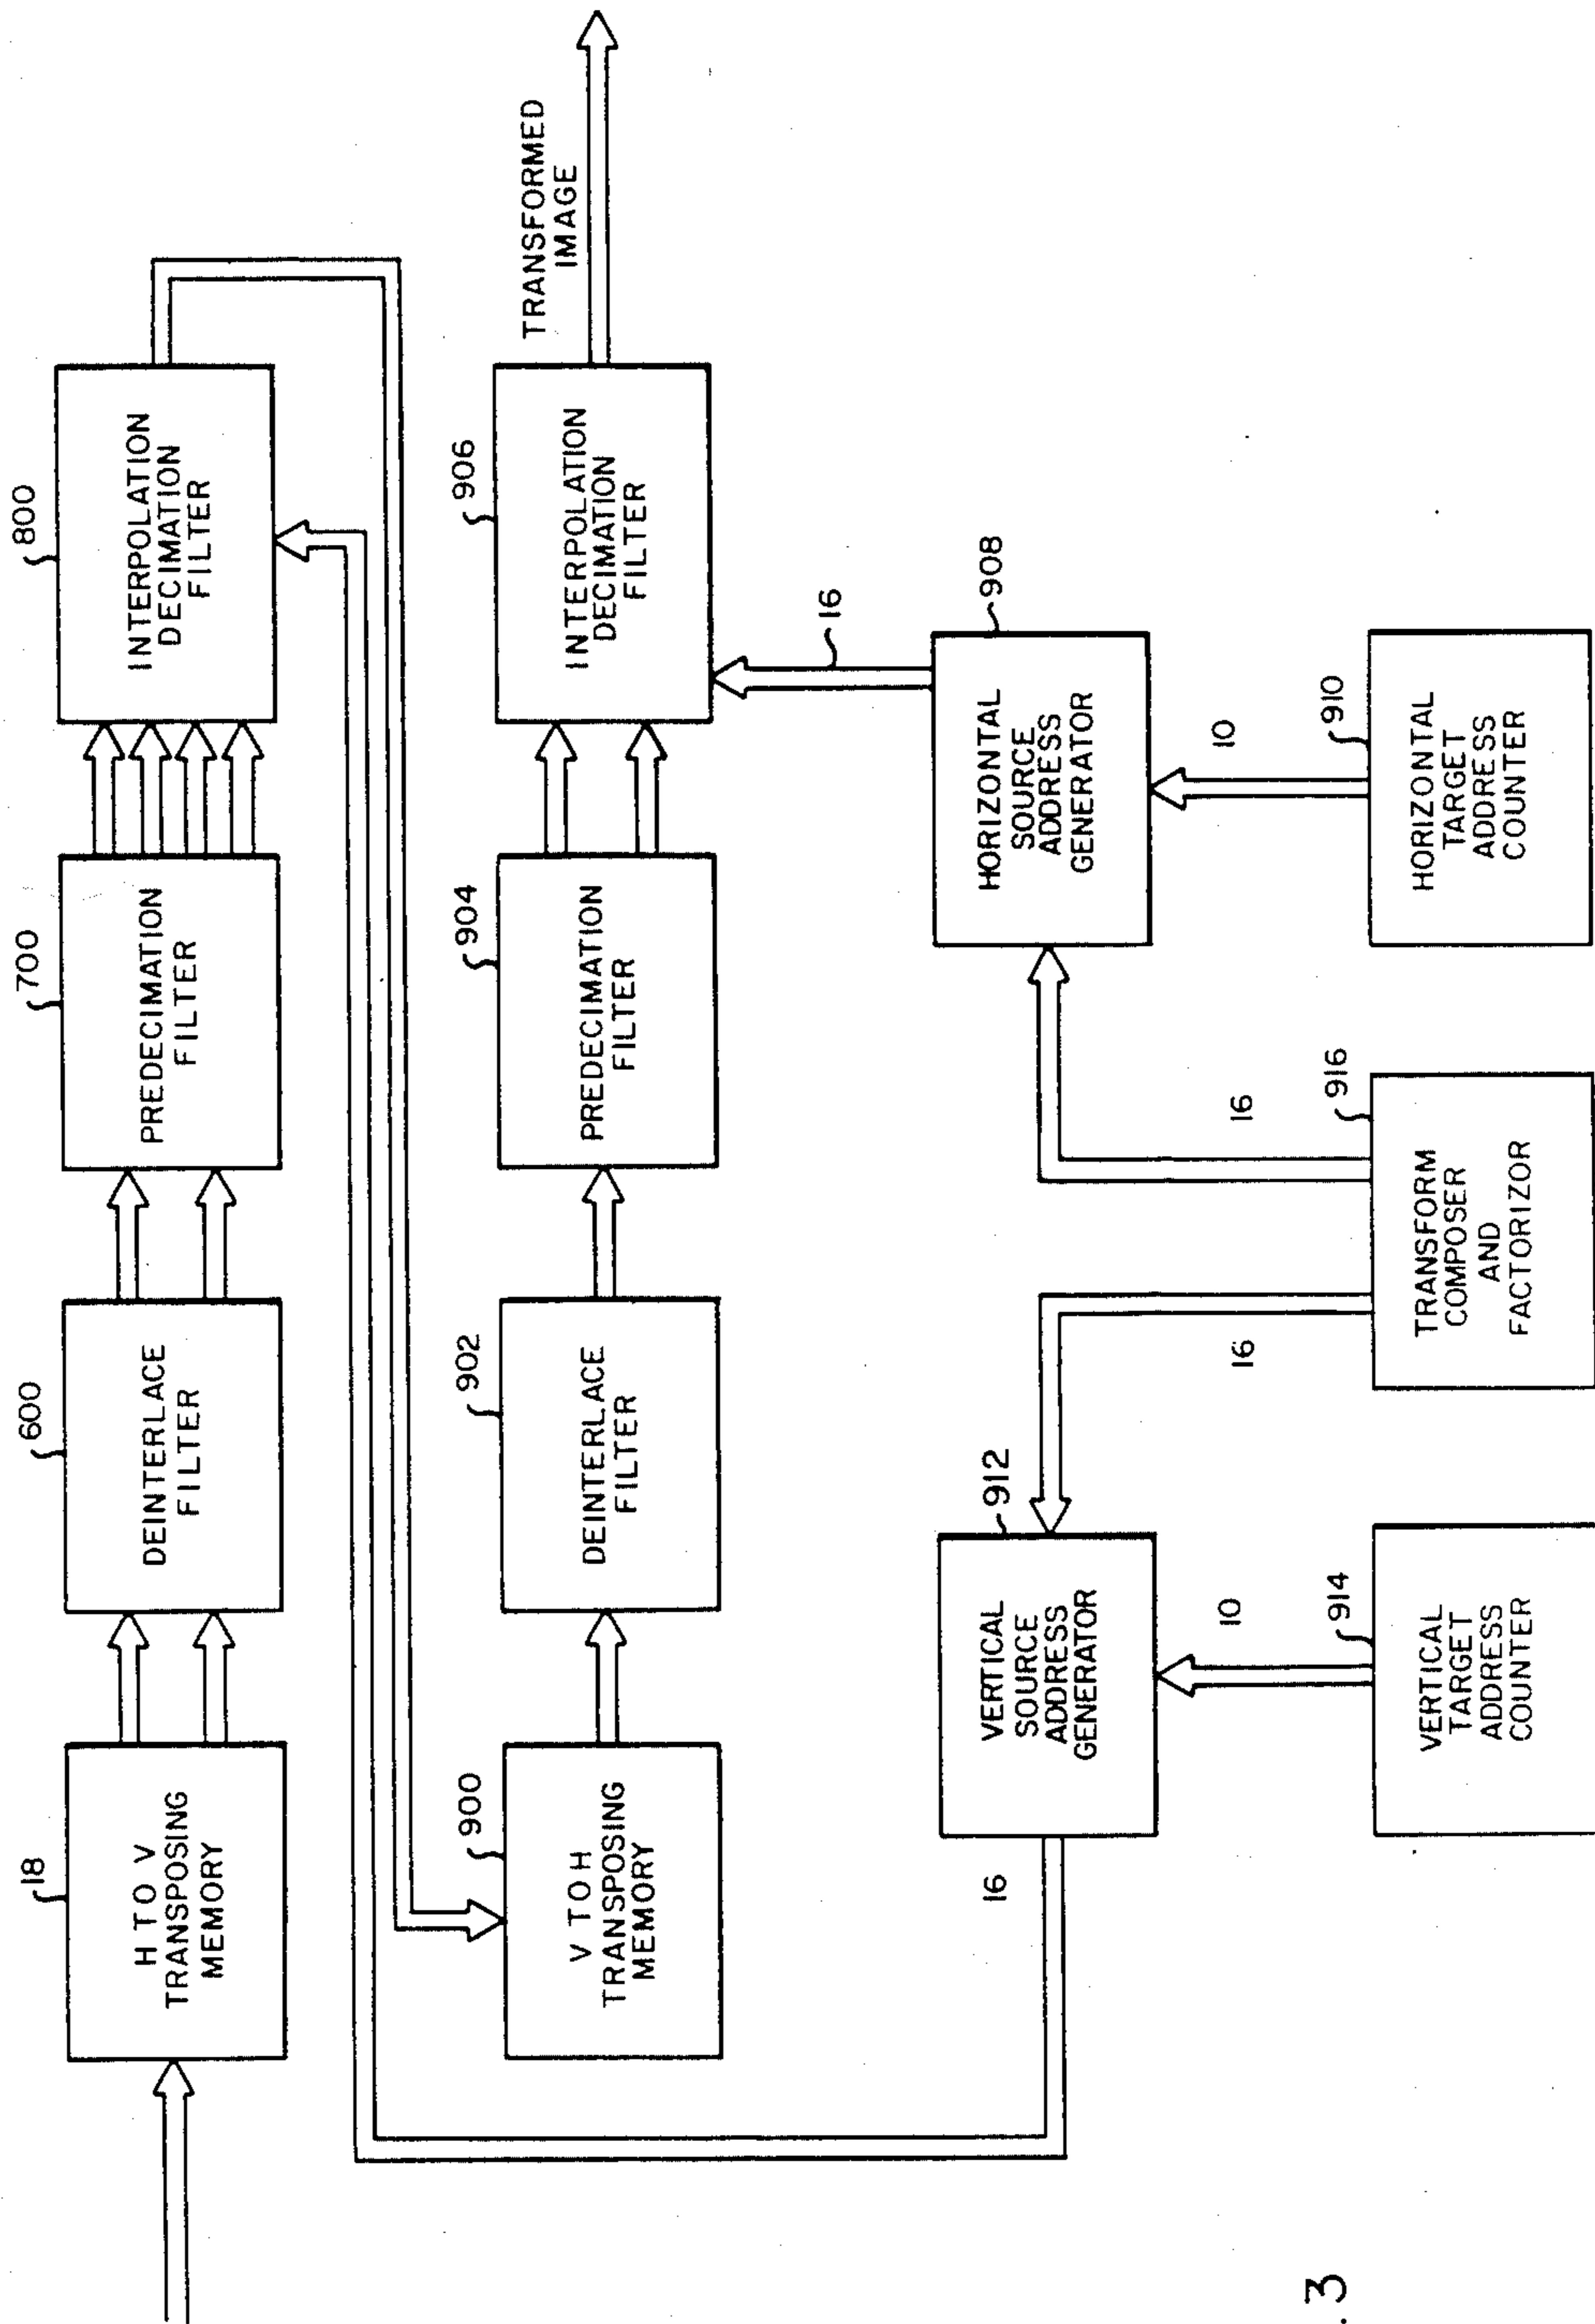 18
H TO V
TRANSPOSING
MEMORY
600
DEINTERLACE
FILTER
700
PREDECIMATION
FILTER
800
INTERPOLATION
DECIMATION
FILTER
900
V TO H
TRANSPOSING
MEMORY
902
DEINTERLACE
FILTER
904
PREDECIMATION
FILTER
906
INTERPOLATION
DECIMATION
FILTER
TRANSFORMED
IMAGE
16
16
912
VERTICAL
SOURCE
ADDRESS
GENERATOR
908
HORIZONTAL
SOURCE
ADDRESS
GENERATOR
10
16
16
10
914
VERTICAL
TARGET
ADDRESS
COUNTER
916
TRANSFORM
COMPOSER
AND
FACTORIZOR
910
HORIZONTAL
TARGET
ADDRESS
COUNTER
.3